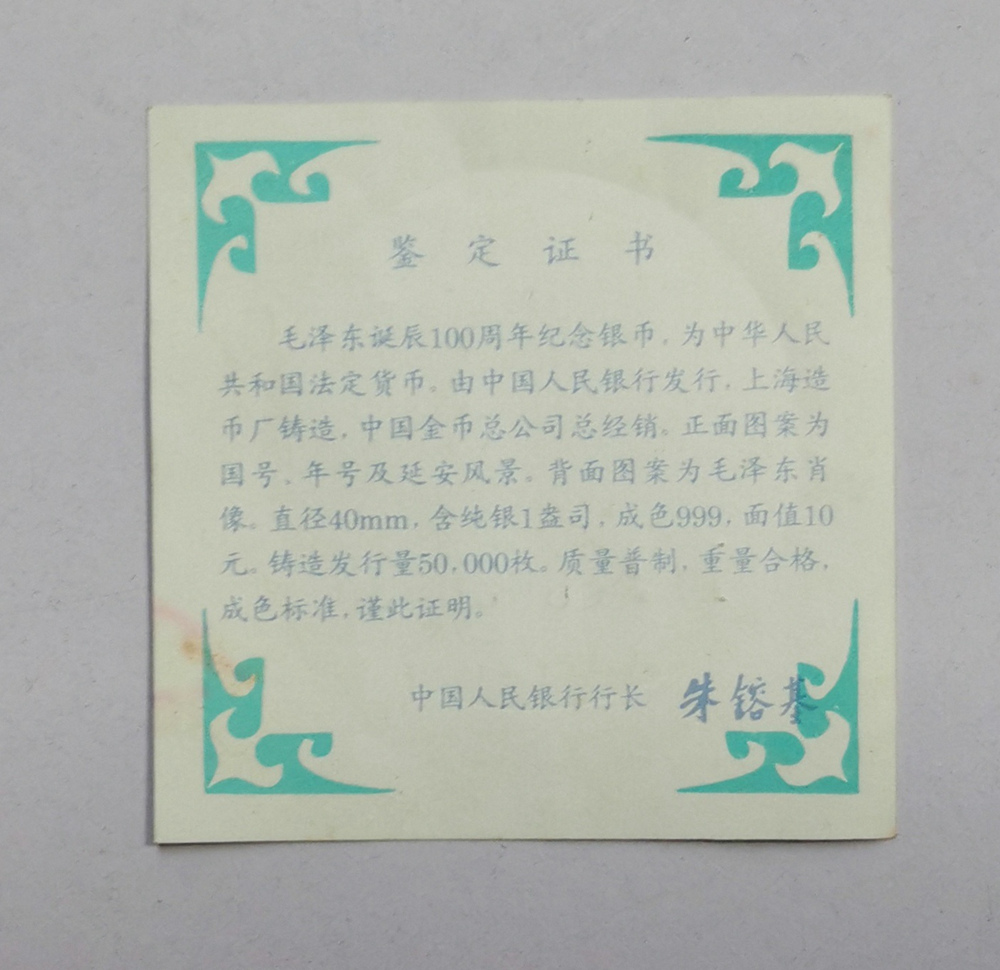 鉴定证书
毛泽东诞辰100周年纪念银币，为中华人民
共和国法定货币。由中国人民银行发行，上海造
币厂铸造，中国金币总公司总经销。正面图案为
国号、年号及延安风景。背面图案为毛泽东肖
像。直径40mm，含纯银1盎司，成色999，面值10
元。铸造发行量50,000枚。质量普制，重量合格，
成色标准，谨此证明。
中国人民银行行长 朱镕基